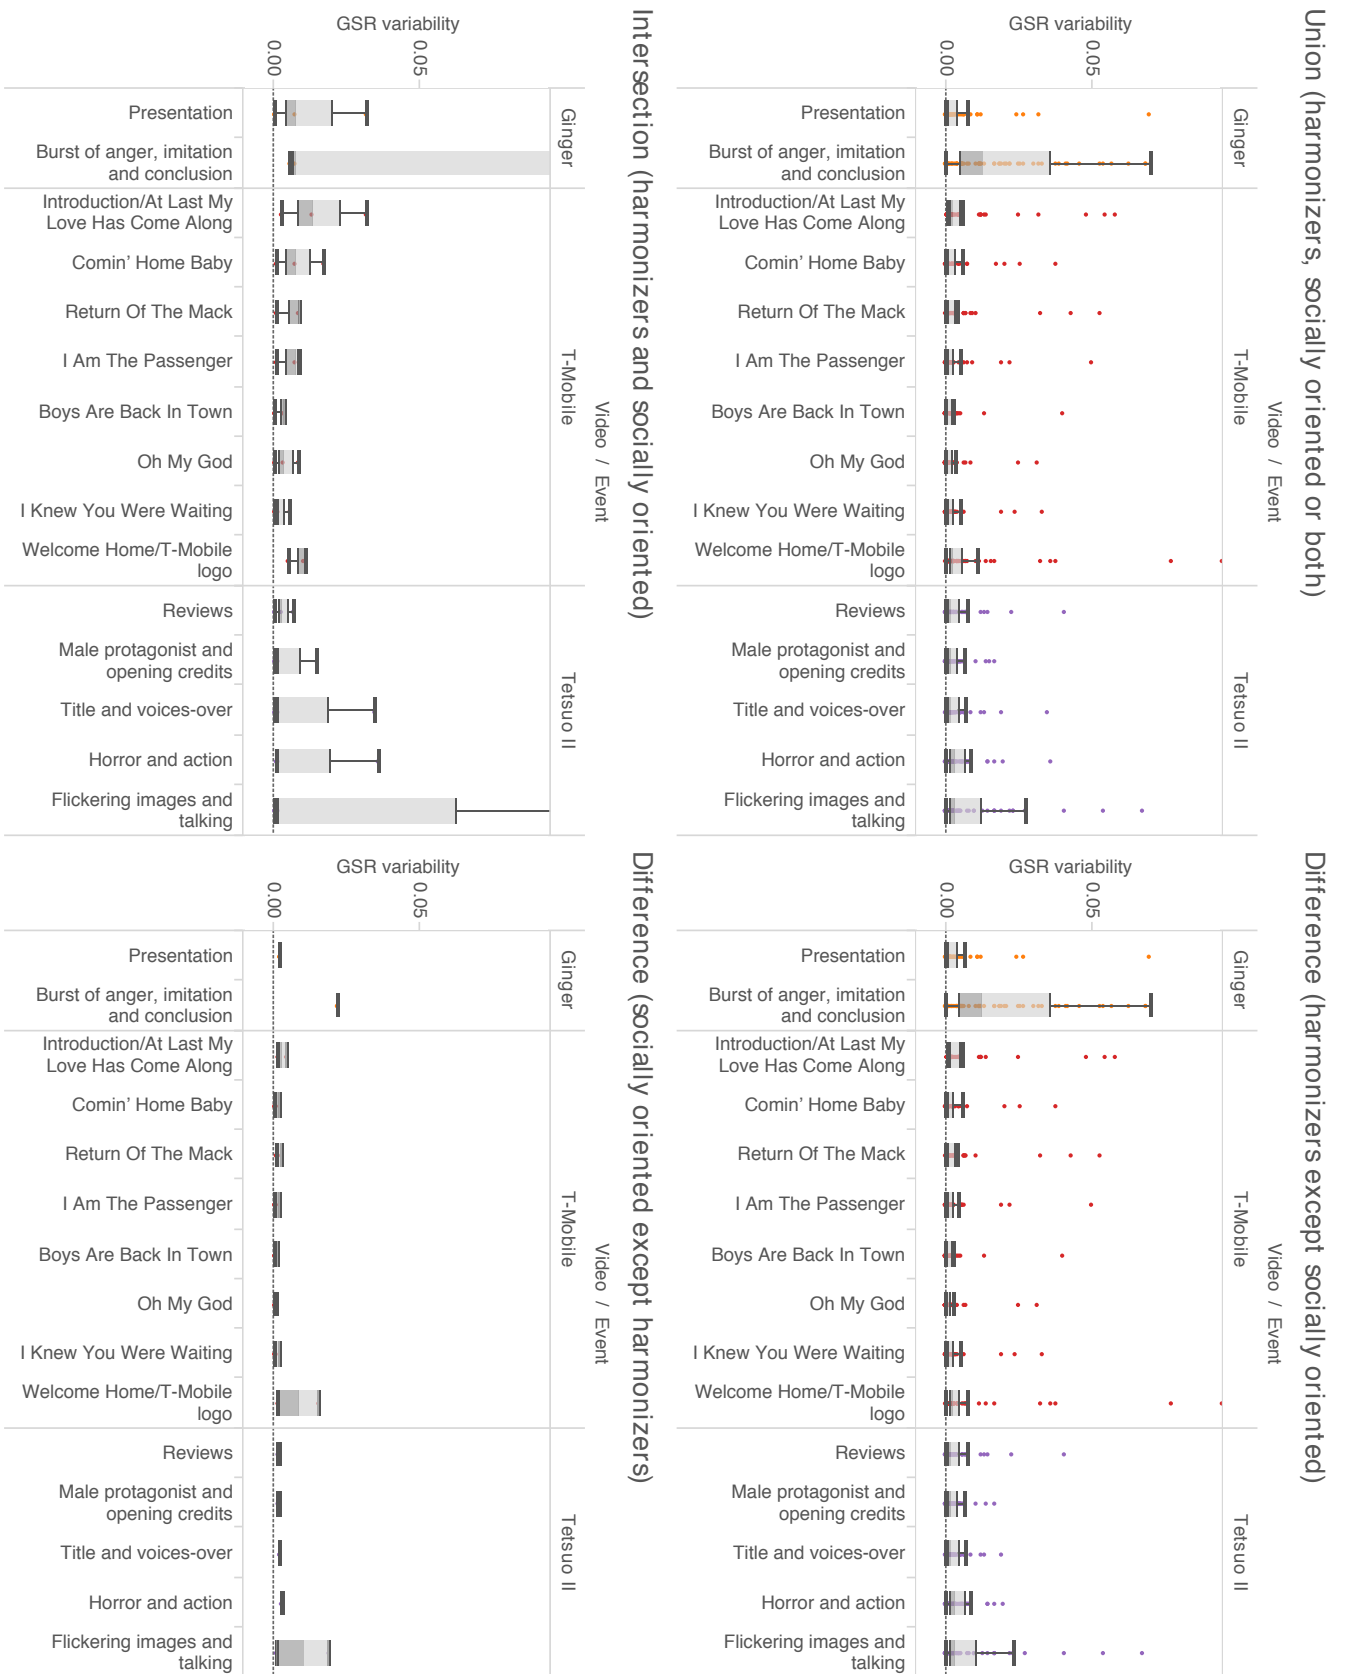 Union (harmonizers, socially oriented or both)
Video / Event
Ginger
T-Mobile
Tetsuo II
GSR variability
0.00
0.05
Presentation
Burst of anger, imitation
and conclusion
Introduction/At Last My
Love Has Come Along
Comin’ Home Baby
Return Of The Mack
I Am The Passenger
Boys Are Back In Town
Oh My God
I Knew You Were Waiting
Welcome Home/T-Mobile
logo
Reviews
Male protagonist and
opening credits
Title and voices-over
Horror and action
Flickering images and
talking
Difference (harmonizers except socially oriented)
Video / Event
Ginger
T-Mobile
Tetsuo II
GSR variability
0.00
0.05
Presentation
Burst of anger, imitation
and conclusion
Introduction/At Last My
Love Has Come Along
Comin’ Home Baby
Return Of The Mack
I Am The Passenger
Boys Are Back In Town
Oh My God
I Knew You Were Waiting
Welcome Home/T-Mobile
logo
Reviews
Male protagonist and
opening credits
Title and voices-over
Horror and action
Flickering images and
talking
Intersection (harmonizers and socially oriented)
Video / Event
Ginger
T-Mobile
Tetsuo II
GSR variability
0.00
0.05
Presentation
Burst of anger, imitation
and conclusion
Introduction/At Last My
Love Has Come Along
Comin’ Home Baby
Return Of The Mack
I Am The Passenger
Boys Are Back In Town
Oh My God
I Knew You Were Waiting
Welcome Home/T-Mobile
logo
Reviews
Male protagonist and
opening credits
Title and voices-over
Horror and action
Flickering images and
talking
Difference (socially oriented except harmonizers)
Video / Event
Ginger
T-Mobile
Tetsuo II
GSR variability
0.00
0.05
Presentation
Burst of anger, imitation
and conclusion
Introduction/At Last My
Love Has Come Along
Comin’ Home Baby
Return Of The Mack
I Am The Passenger
Boys Are Back In Town
Oh My God
I Knew You Were Waiting
Welcome Home/T-Mobile
logo
Reviews
Male protagonist and
opening credits
Title and voices-over
Horror and action
Flickering images and
talking